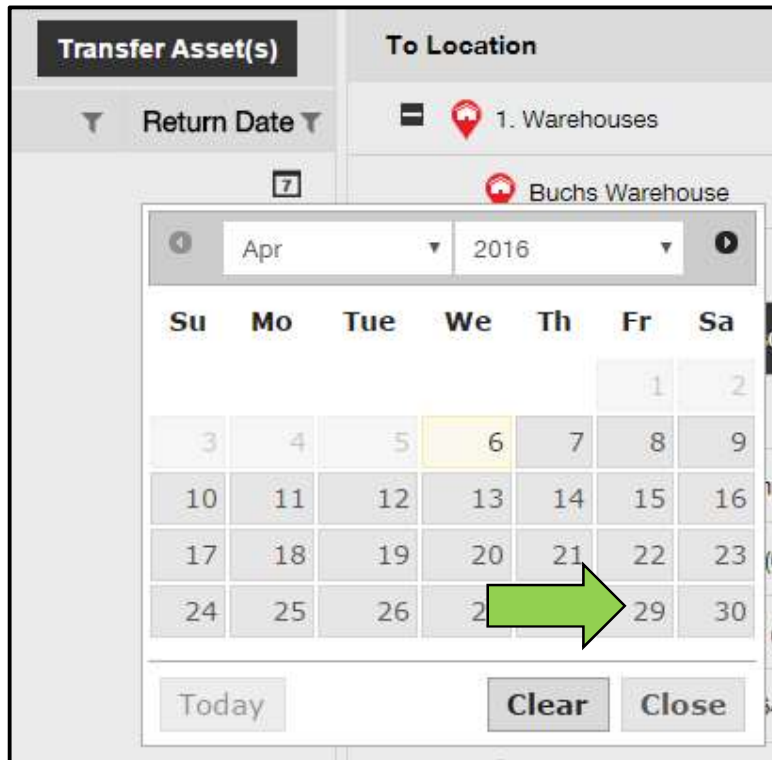 Transfer Asset(s) To Location
Return Date 1. Warehouses
7 Buchs Warehouse
Apr 2016
Su Mo Tue We Th Fr Sa
1 2
3 4 5 6 7 8 9
10 11 12 13 14 15 16
17 18 19 20 21 22 23
24 25 26 29 30
Today Clear Close